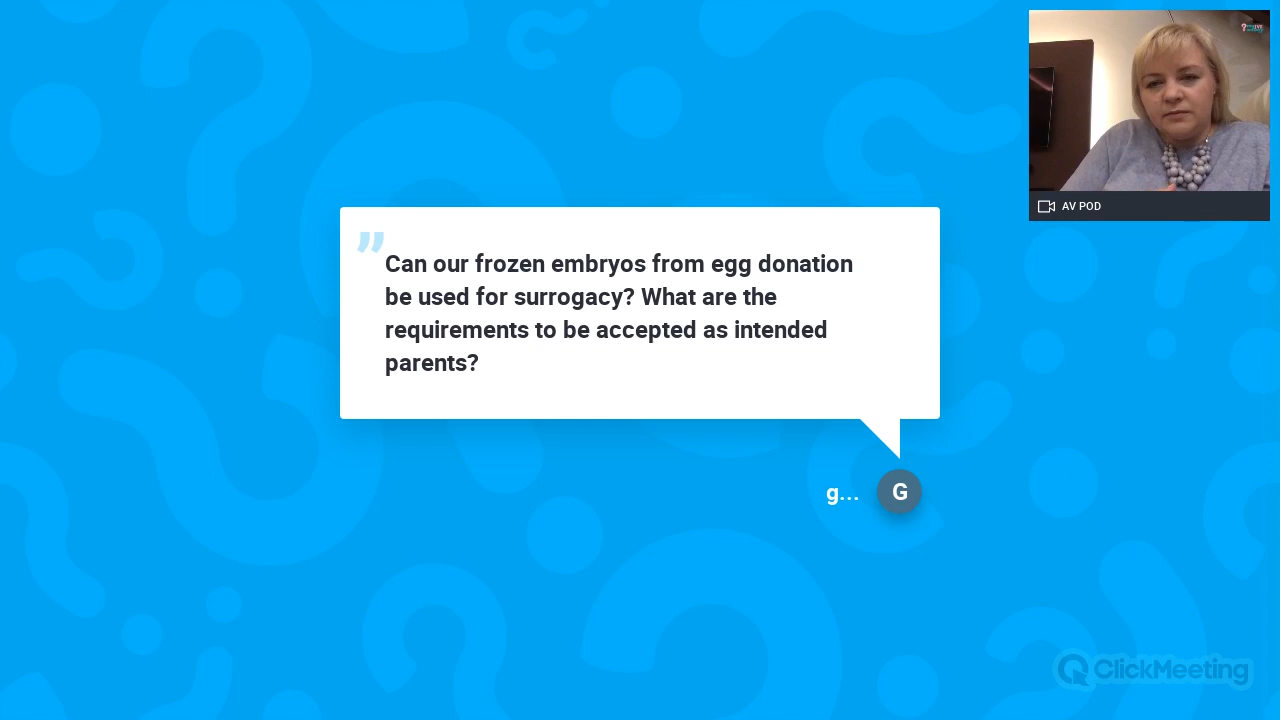 AV POD
”
Can our frozen embryos from egg donation
be used for surrogacy? What are the
requirements to be accepted as intended
parents?
g...
G
ClickMeeting